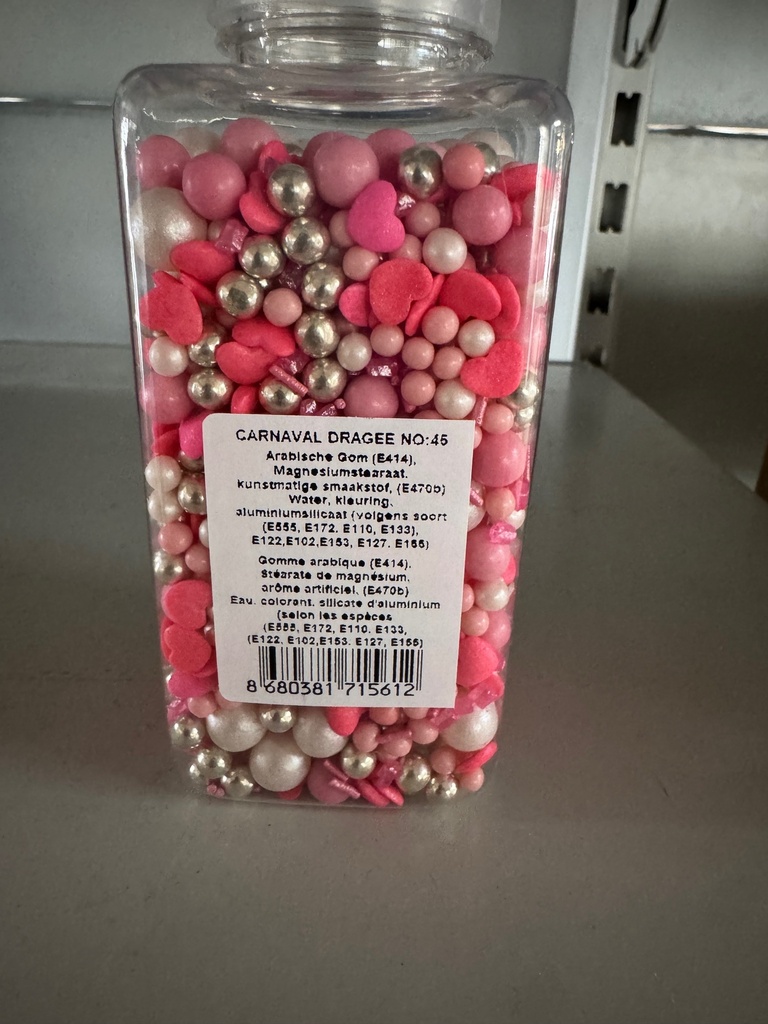 CARNAVAL DRAGEE NO:45
Arabische Gom (E414),
Magnesiumstearaat,
kunstmatige smaakstof, (E470b)
Water, kleuring,
aluminiumsilicaat (volgens soort
(E555, E172, E110, E133),
E122,E102,E153, E127, E155)
Gomme arabique (E414),
Stéarate de magnésium,
arôme artificiel, (E470b)
Eau, colorant, silicate d'aluminium
(selon les espèces
(E555, E172, E110, E133,
(E122, E102,E153, E127, E155)
8 680381 715612